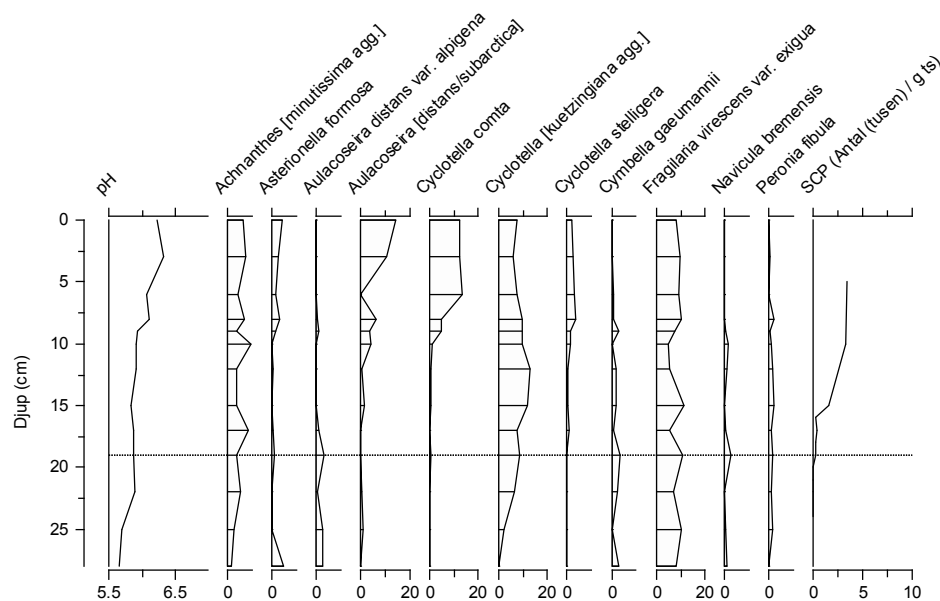 pH
Achnanthes [minutissima agg.]
Asterionella formosa
Aulacoseira distans var. alpigena
Aulacoseira [distans/subarctica]
Cyclotella comta
Cyclotella [kuetzingiana agg.]
Cyclotella stelligera
Cymbella gaeumannii
Fragilaria virescens var. exigua
Navicula bremensis
Peronia fibula
SCP (Antal (tusen) / g ts)
Djup (cm)
0
5
10
15
20
25
5.5 6.5 0 0 0 0 20 0 20 0 20 0 0 0 20 0 0 0 5 10